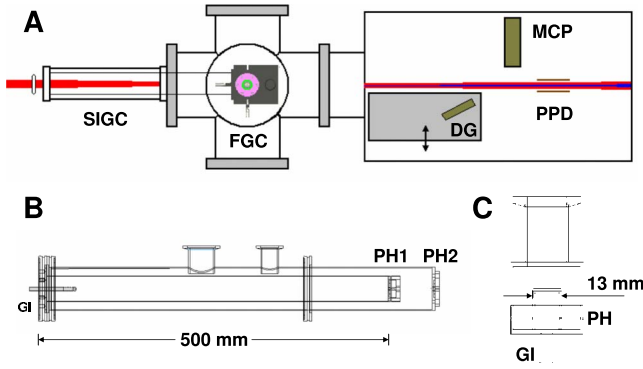 A
MCP
SIGC
FGC
DG
PPD
B
C
PH1 PH2
13 mm
GI
PH
500 mm
GI